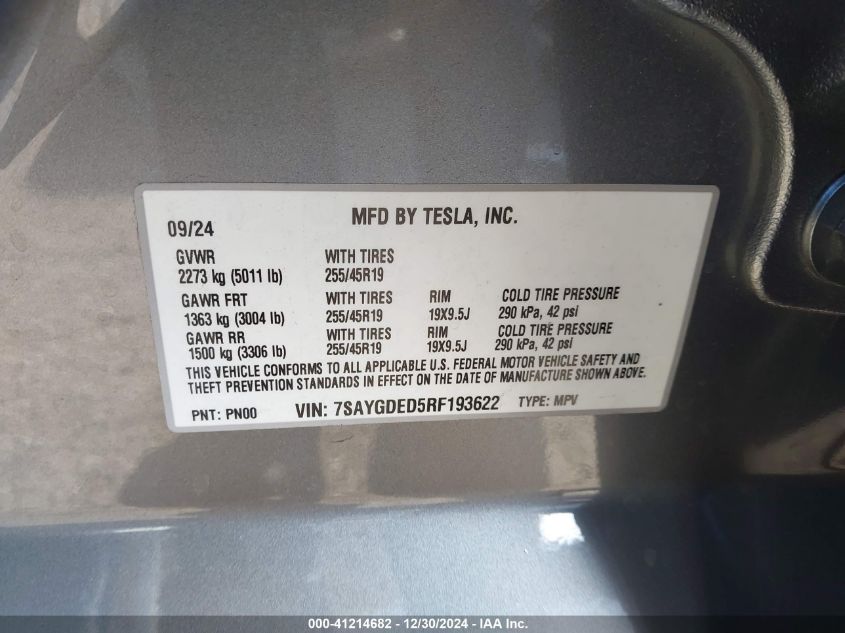 MFD BY TESLA, INC.
09/24
GVWR WITH TIRES
2273 kg (5011 lb) 255/45R19
GAWR FRT WITH TIRES RIM COLD TIRE PRESSURE
1363 kg (3004 lb) 255/45R19 19X9.5J 290 kPa, 42 psi
GAWR RR WITH TIRES RIM COLD TIRE PRESSURE
1500 kg (3306 lb) 255/45R19 19X9.5J 290 kPa, 42 psi
THIS VEHICLE CONFORMS TO ALL APPLICABLE U.S. FEDERAL MOTOR VEHICLE SAFETY AND
THEFT PREVENTION STANDARDS IN EFFECT ON THE DATE OF MANUFACTURE SHOWN ABOVE.
PNT: PN00 VIN: 7SAYGDED5RF193622 TYPE: MPV
000-41214682 - 12/30/2024 - IAA Inc.